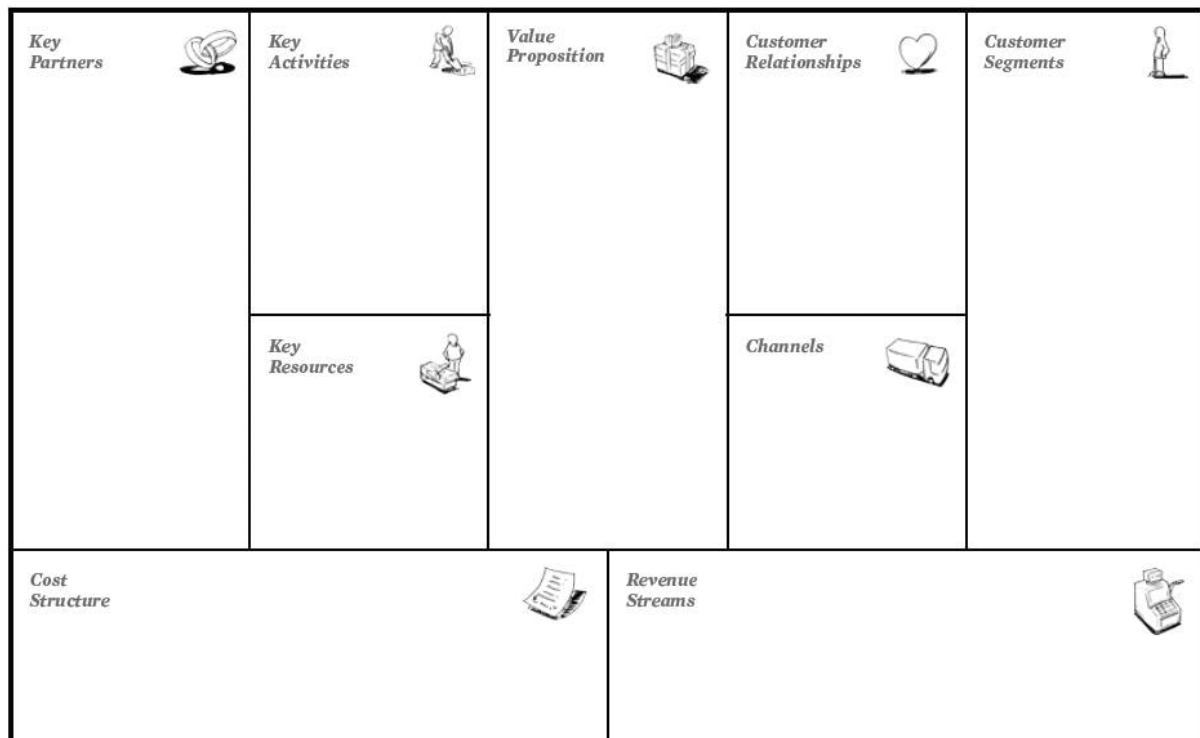 Key
Partners
Key
Activities
Value
Proposition
Customer
Relationships
Customer
Segments
Key
Resources
Channels
Cost
Structure
Revenue
Streams